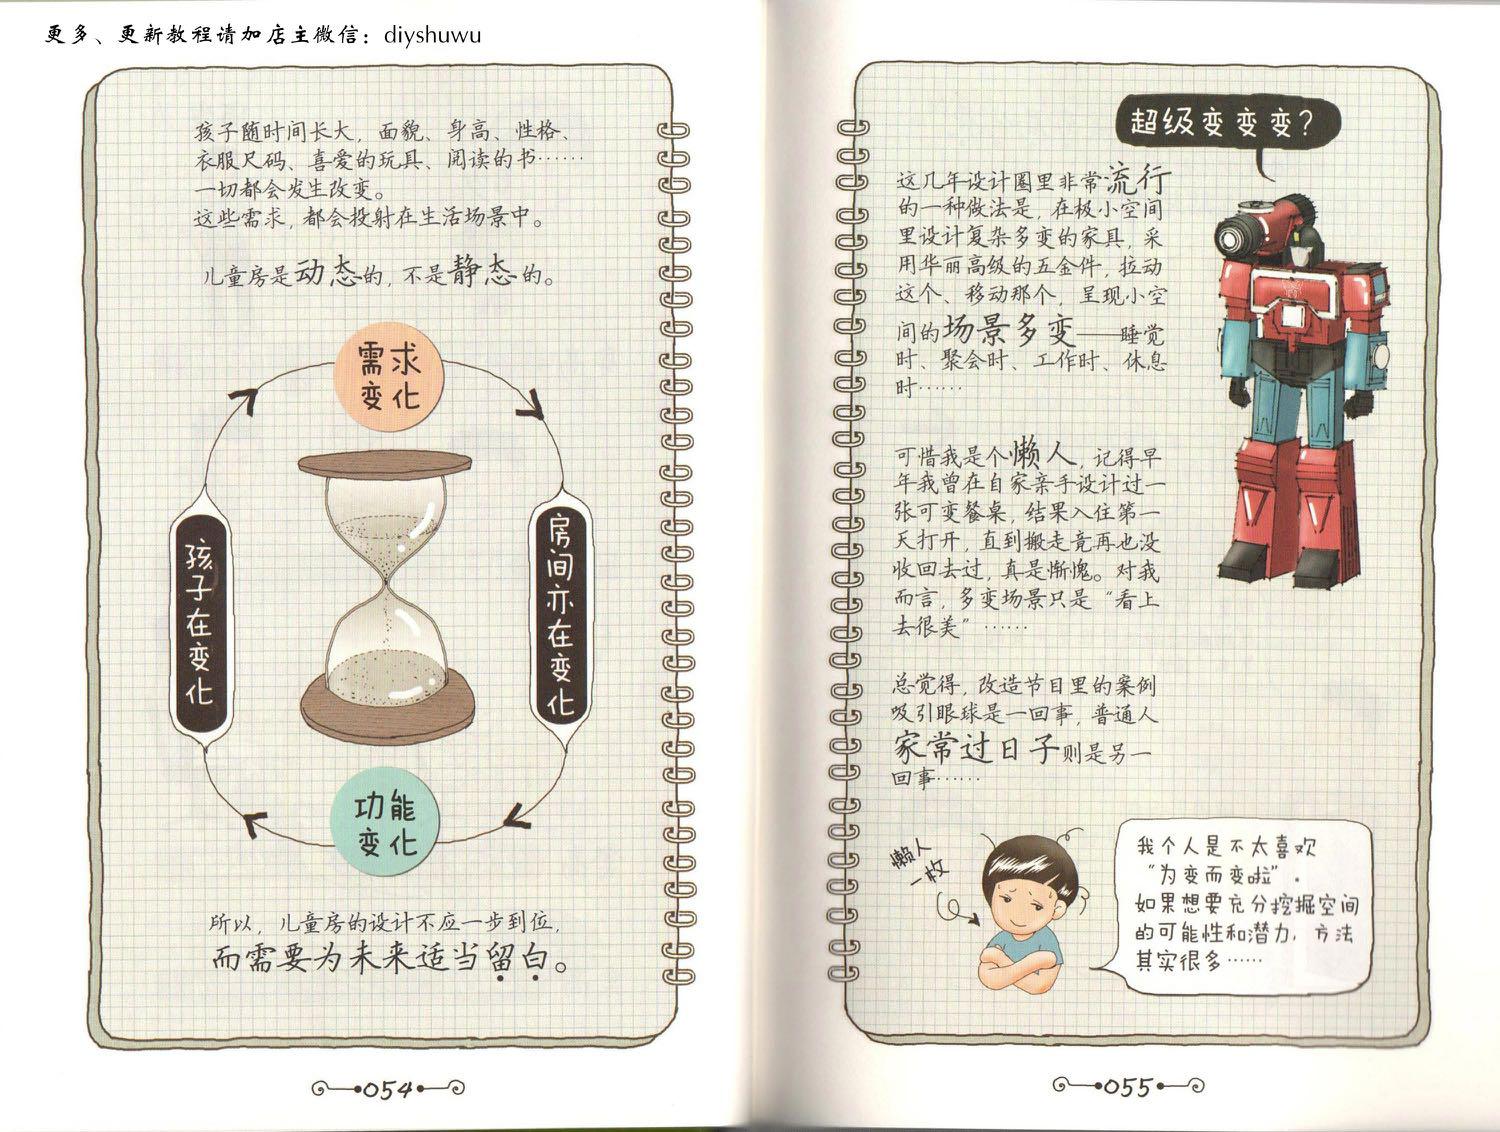 更多、更新教程请加店主微信：diyshuwu
孩子随时间长大，面貌、身高、性格、
衣服尺码、喜爱的玩具、阅读的书……
一切都会发生改变。
这些需求，都会投射在生活场景中。
儿童房是动态的，不是静态的。
需求
变化
孩子在变化
房间亦在变化
功能
变化
所以，儿童房的设计不应一步到位，
而需要为未来适当留白。
054
超级变变变？
这几年设计圈里非常流行
的一种做法是，在极小空间
里设计复杂多变的家具，采
用华丽高级的五金件，拉动
这个、移动那个，呈现小空
间的场景多变——睡觉
时、聚会时、工作时、休息
时……
可惜我是个懒人，记得早
年我曾在自家亲手设计过一
张可变餐桌，结果入住第一
天打开，直到搬走竟再也没
收回去过，真是惭愧。对我
而言，多变场景只是“看上
去很美”……
总觉得，改造节目里的案例
吸引眼球是一回事，普通人
家常过日子则是另一
回事……
懒人
一枚
我个人是不太喜欢
“为变而变啦”.
如果想要充分挖掘空间
的可能性和潜力，方法
其实很多……
055